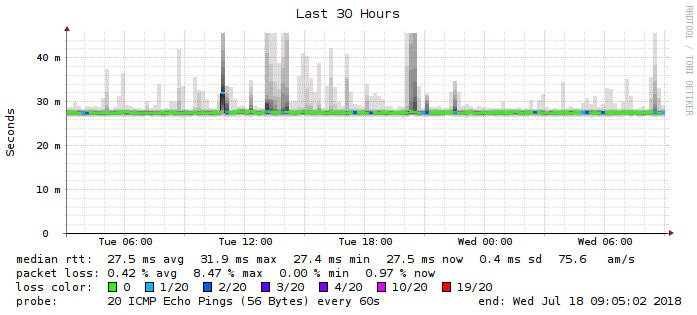 Last 30 Hours
RRDTOOL / TOBI OETIKER
Seconds
40 m
30 m
20 m
10 m
0
Tue 06:00 Tue 12:00 Tue 18:00 Wed 00:00 Wed 06:00
median rtt: 27.5 ms avg 31.9 ms max 27.4 ms min 27.5 ms now 0.4 ms sd 75.6 am/s
packet loss: 0.42 % avg 8.47 % max 0.00 % min 0.97 % now
loss color: 0 1/20 2/20 3/20 4/20 10/20 19/20
probe: 20 ICMP Echo Pings (56 Bytes) every 60s end: Wed Jul 18 09:05:02 2018